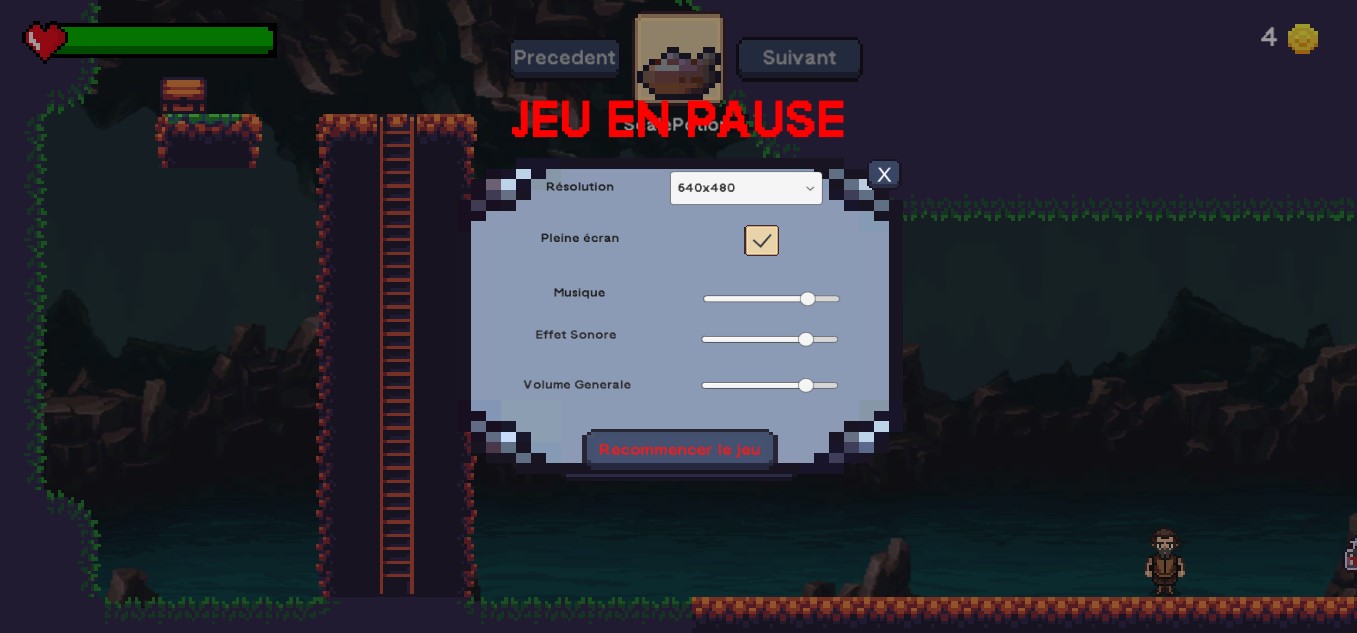 4
Precedent
Suivant
JEU EN PAUSE
X
Résolution
640x480
Pleine écran
Musique
Effet Sonore
Volume Generale
Recommencer le jeu